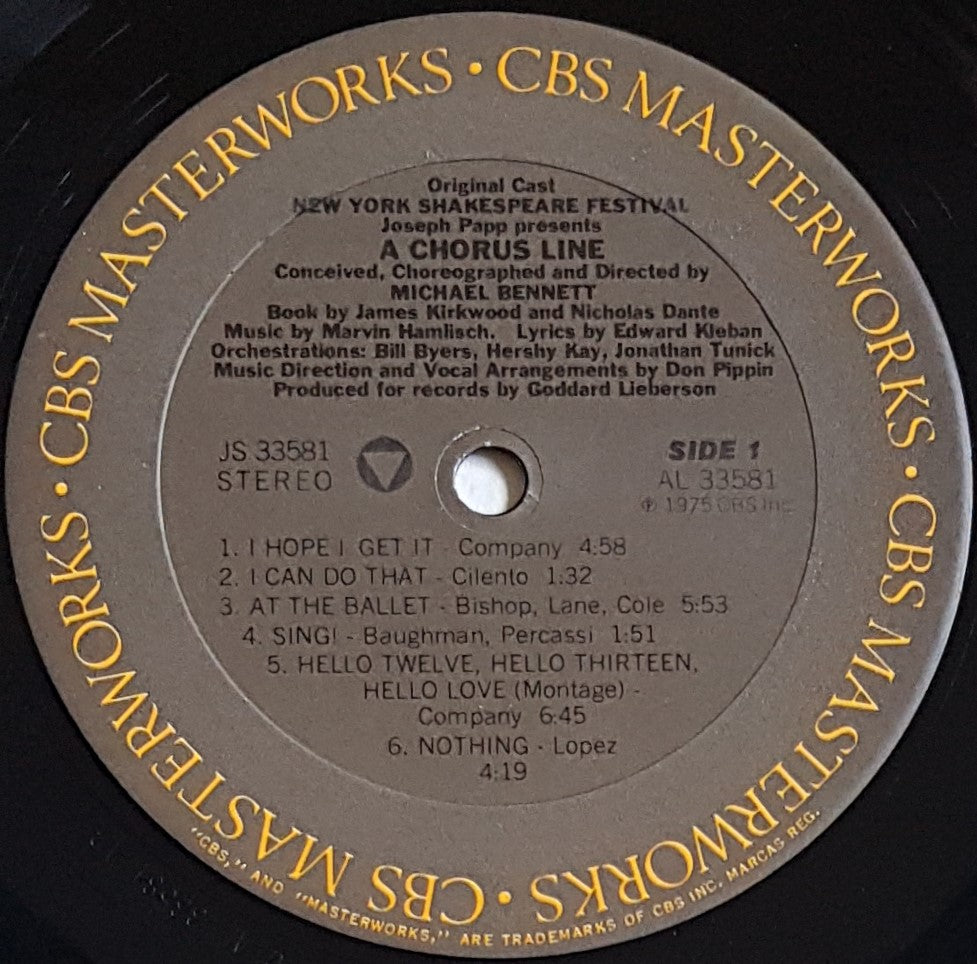 CBS MASTERWORKS · CBS MASTERWORKS · CBS MASTERWORKS · CBS MASTERWORKS ·
Original Cast
NEW YORK SHAKESPEARE FESTIVAL
Joseph Papp presents
A CHORUS LINE
Conceived, Choreographed and Directed by
MICHAEL BENNETT
Book by James Kirkwood and Nicholas Dante
Music by Marvin Hamlisch. Lyrics by Edward Kleban
Orchestrations: Bill Byers, Hershy Kay, Jonathan Tunick
Music Direction and Vocal Arrangements by Don Pippin
Produced for records by Goddard Lieberson
JS 33581
STEREO
SIDE 1
AL 33581
℗ 1975 CBS Inc.
1. I HOPE I GET IT - Company 4:58
2. I CAN DO THAT - Cilento 1:32
3. AT THE BALLET - Bishop, Lane, Cole 5:53
4. SING! - Baughman, Percassi 1:51
5. HELLO TWELVE, HELLO THIRTEEN,
HELLO LOVE (Montage) -
Company 6:45
6. NOTHING - Lopez
4:19
"CBS," AND "MASTERWORKS," ARE TRADEMARKS OF CBS INC, MARCAS REG.